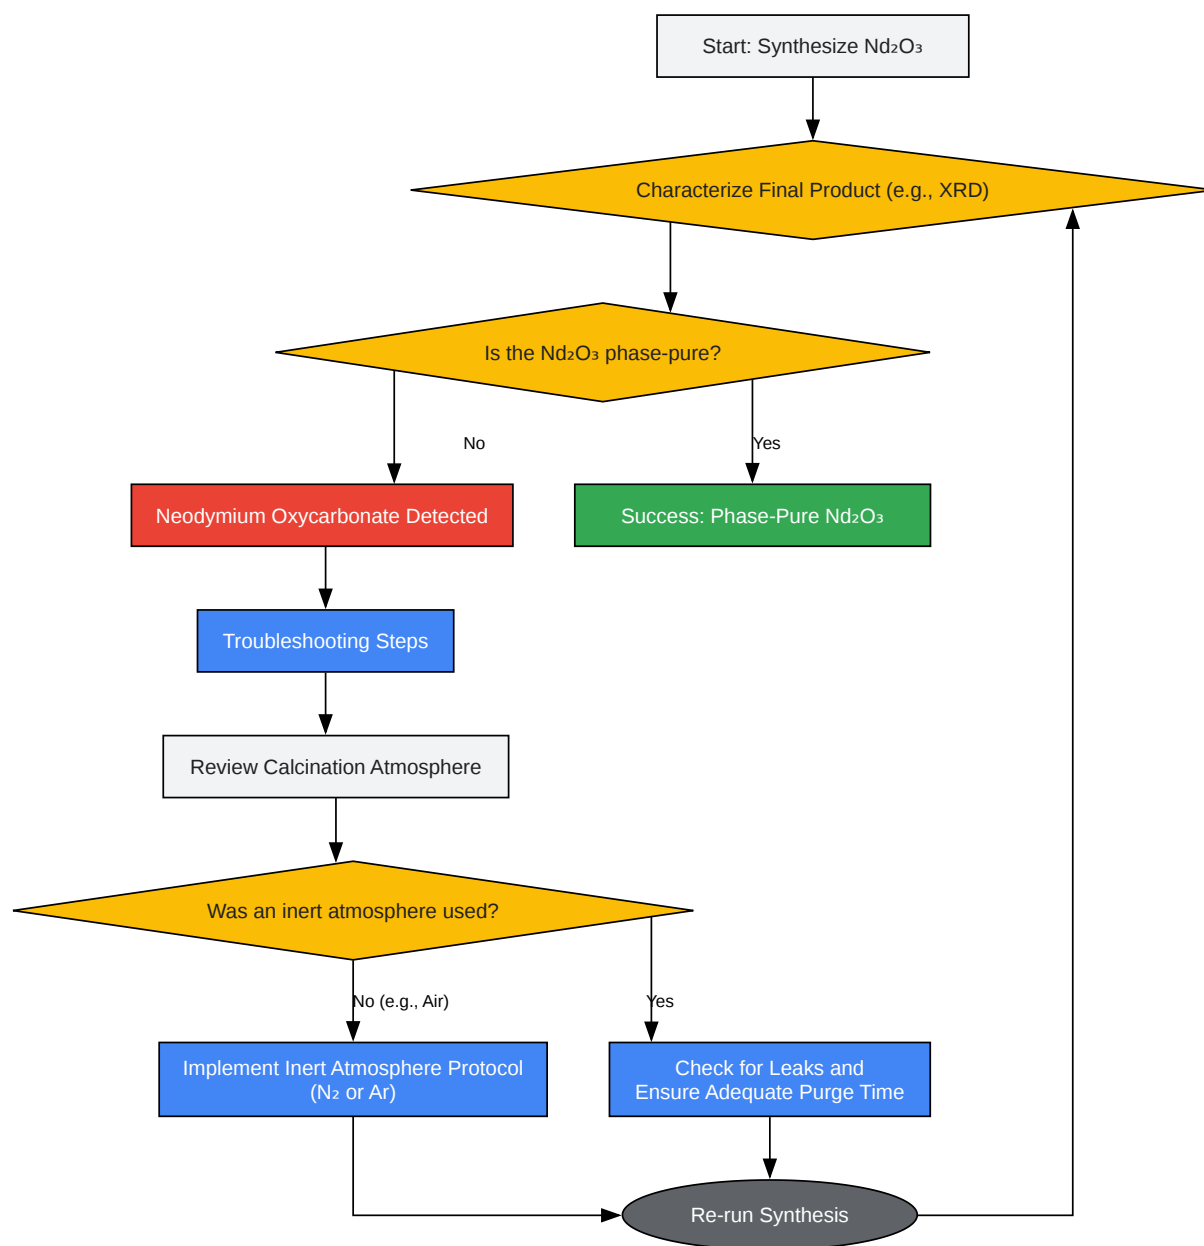 Start: Synthesize Nd₂O₃
Characterize Final Product (e.g., XRD)
Is the Nd₂O₃ phase-pure?
No
Yes
Neodymium Oxycarbonate Detected
Success: Phase-Pure Nd₂O₃
Troubleshooting Steps
Review Calcination Atmosphere
Was an inert atmosphere used?
No (e.g., Air)
Yes
Implement Inert Atmosphere Protocol
(N₂ or Ar)
Check for Leaks and
Ensure Adequate Purge Time
Re-run Synthesis